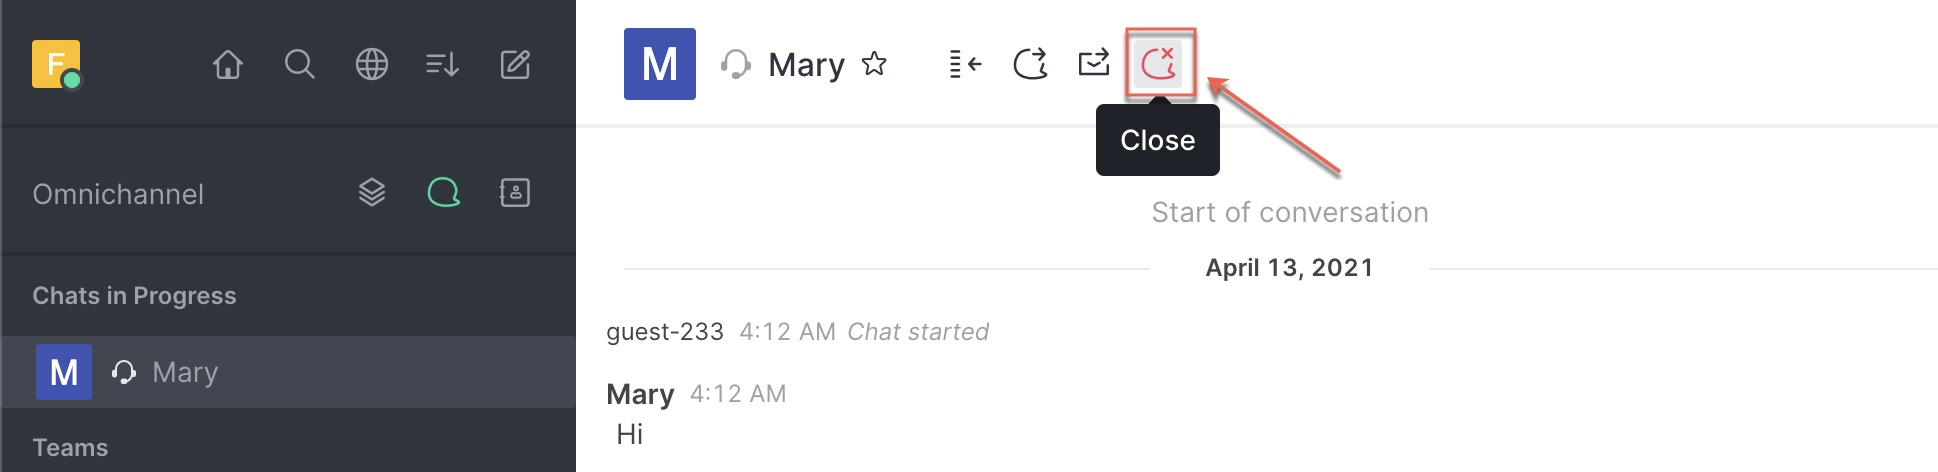 F
Omnichannel
Chats in Progress
M Mary
Teams
M Mary
Close
Start of conversation
April 13, 2021
guest-233 4:12 AM Chat started
Mary 4:12 AM
Hi